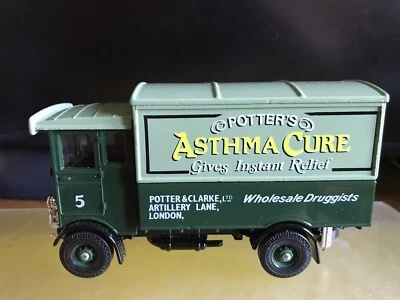 POTTER'S
ASTHMA CURE
Gives Instant Relief
5
POTTER & CLARKE, LTD
ARTILLERY LANE,
LONDON,
Wholesale Druggists